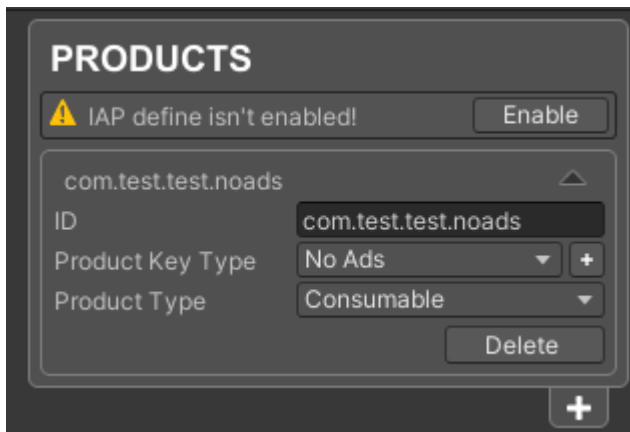 PRODUCTS
IAP define isn't enabled! Enable
com.test.test.noads
ID com.test.test.noads
Product Key Type No Ads +
Product Type Consumable
Delete
+